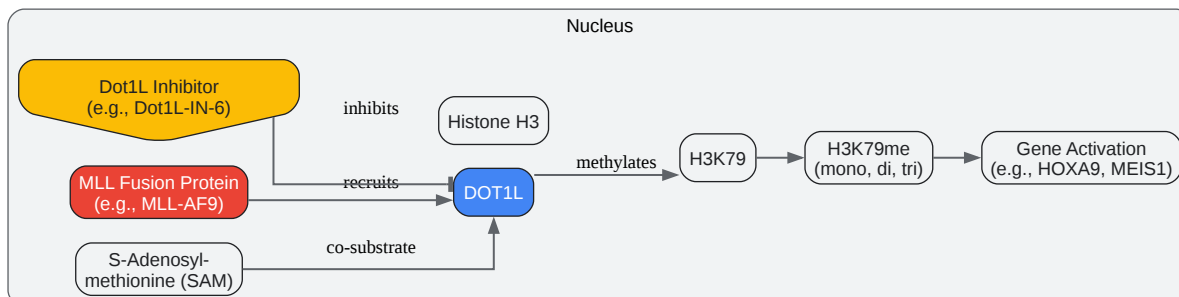 Nucleus
Dot1L Inhibitor
(e.g., Dot1L-IN-6)
inhibits
Histone H3
MLL Fusion Protein
(e.g., MLL-AF9)
recruits
DOT1L
methylates
H3K79
H3K79me
(mono, di, tri)
Gene Activation
(e.g., HOXA9, MEIS1)
S-Adenosyl-
methionine (SAM)
co-substrate